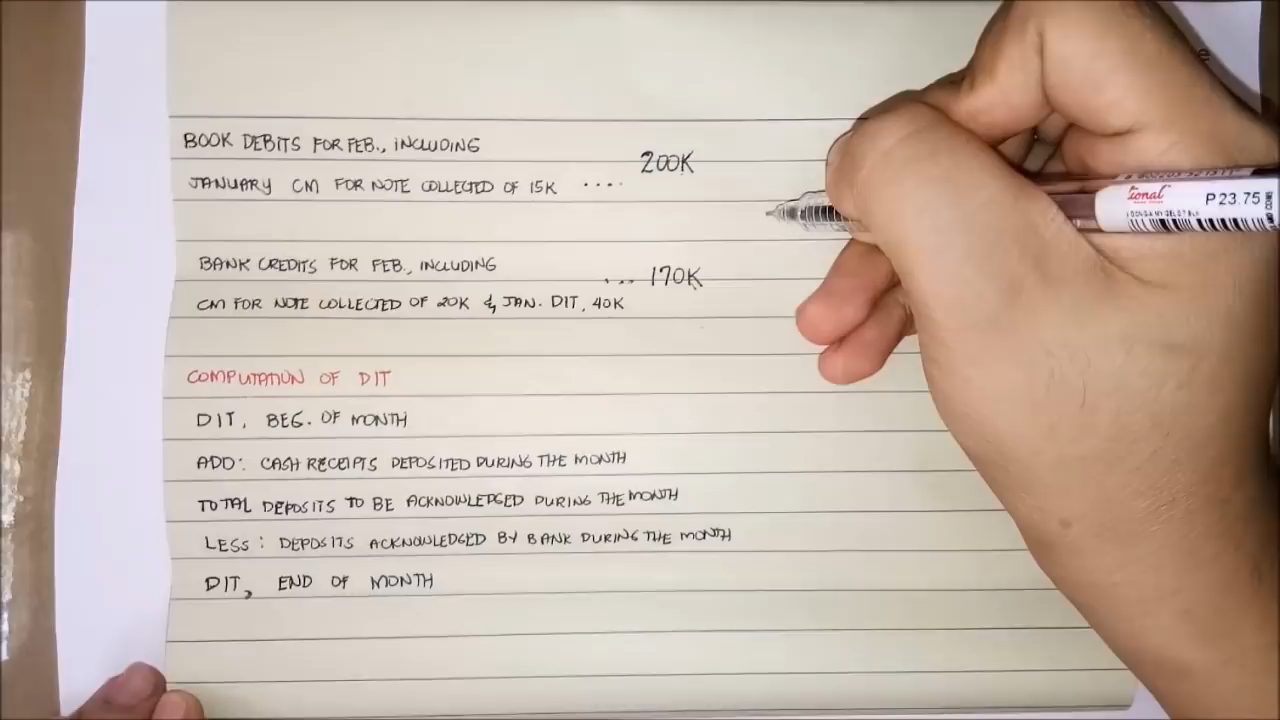 BOOK DEBITS FOR FEB., INCLUDING
200K
JANUARY CM FOR NOTE COLLECTED OF 15K ....
BANK CREDITS FOR FEB., INCLUDING
... 170K
CM FOR NOTE COLLECTED OF 20K & JAN. DIT, 40K
COMPUTATION OF DIT
DIT, BEG. OF MONTH
ADD: CASH RECEIPTS DEPOSITED DURING THE MONTH
TOTAL DEPOSITS TO BE ACKNOWLEDGED DURING THE MONTH
LESS: DEPOSITS ACKNOWLEDGED BY BANK DURING THE MONTH
DIT, END OF MONTH
P23.75